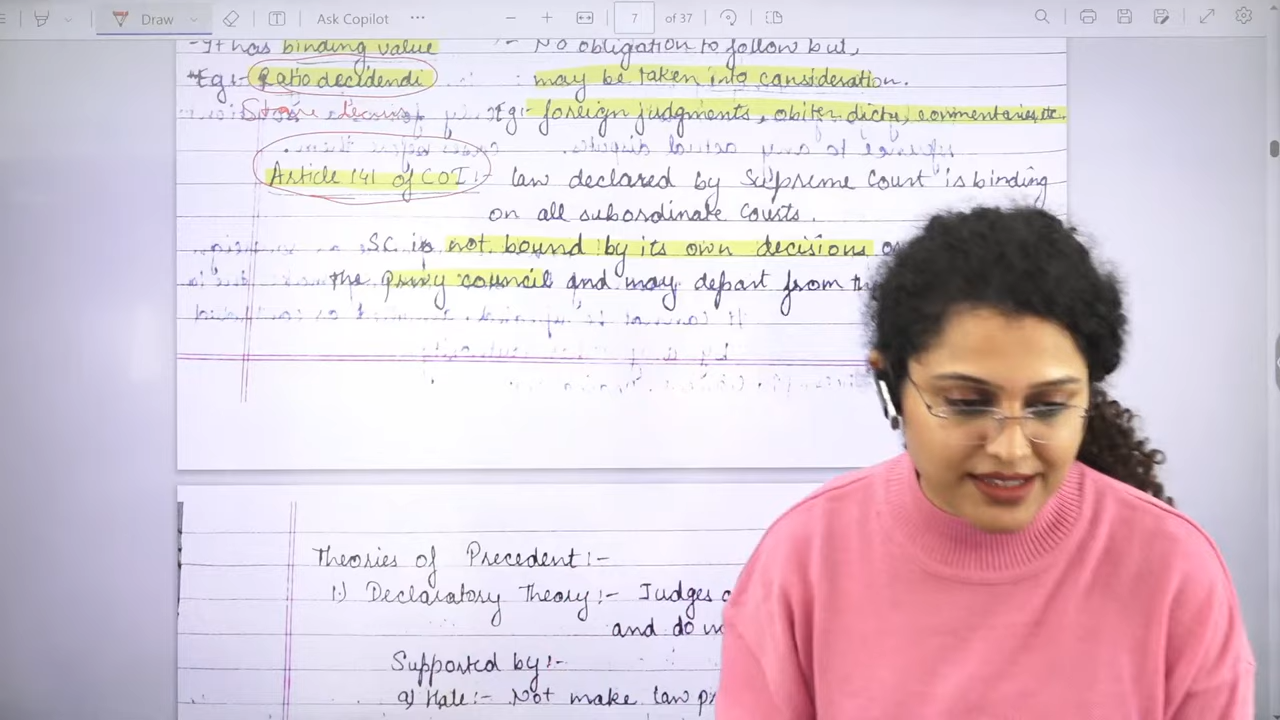 Draw
Ask Copilot
7 of 37
-It has binding value :- No obligation to follow but,
Eg:- Ratio decidendi : may be taken into consideration.
Stare decisis Eg:- foreign judgments, obiter dicta, commentaries etc.
Article 141 of COI:- law declared by Supreme Court is binding
on all subordinate courts.
SC is not bound by its own decisions
the privy council and may depart from
Theories of Precedent :-
1.) Declaratory Theory :- Judges
and do
Supported by :-
a) Hale :- Not make law